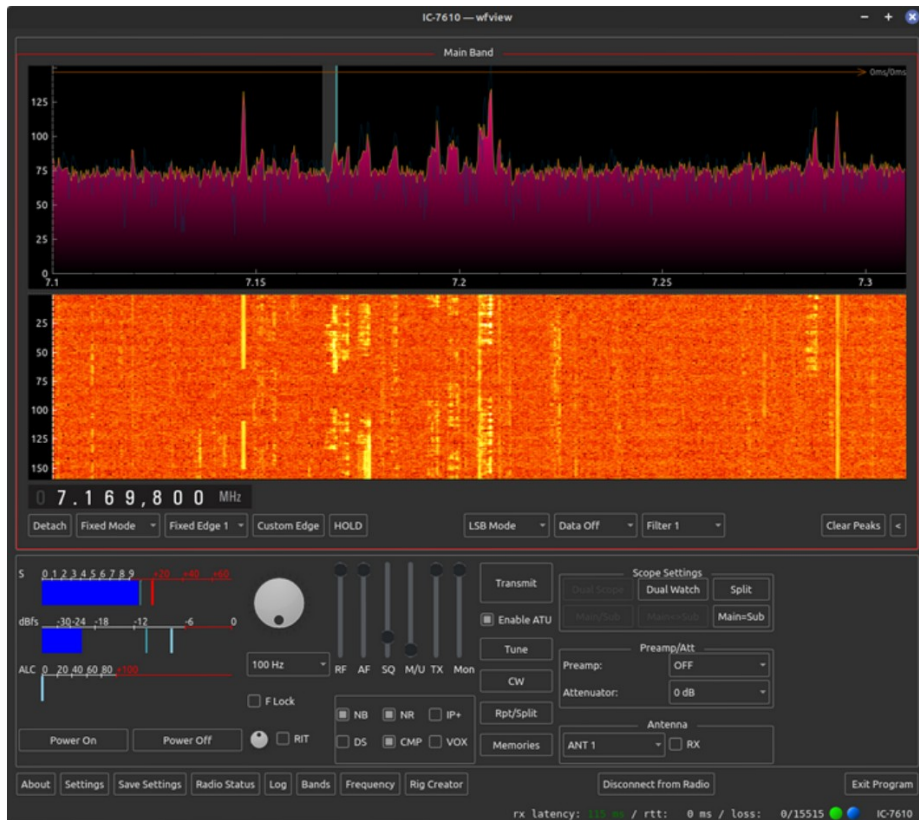 IC-7610 — wfview
Main Band
0ms/0ms
125
100
75
50
25
0
7.1 7.15 7.2 7.25 7.3
25
50
75
100
125
150
07.169,800 MHz
Detach Fixed Mode Fixed Edge 1 Custom Edge HOLD LSB Mode Data Off Filter 1 Clear Peaks <
S 0 1 2 3 4 5 6 7 8 9 +20 +40 +60
dBfs -30 -24 -18 -12 -6 0
ALC 0 20 40 60 80 +100
100 Hz
F Lock
RIT
Power On Power Off
RF AF SQ M/U TX Mon
NB NR IP+
DS CMP VOX
Transmit
Enable ATU
Tune
CW
Rpt/Split
Memories
Scope Settings
Dual Scope Dual Watch Split
Main/Sub Main<>Sub Main=Sub
Preamp/Att
Preamp: OFF
Attenuator: 0 dB
Antenna
ANT 1 RX
About Settings Save Settings Radio Status Log Bands Frequency Rig Creator Disconnect from Radio Exit Program
rx latency: 115 ms / rtt: 0 ms / loss: 0/15515 IC-7610